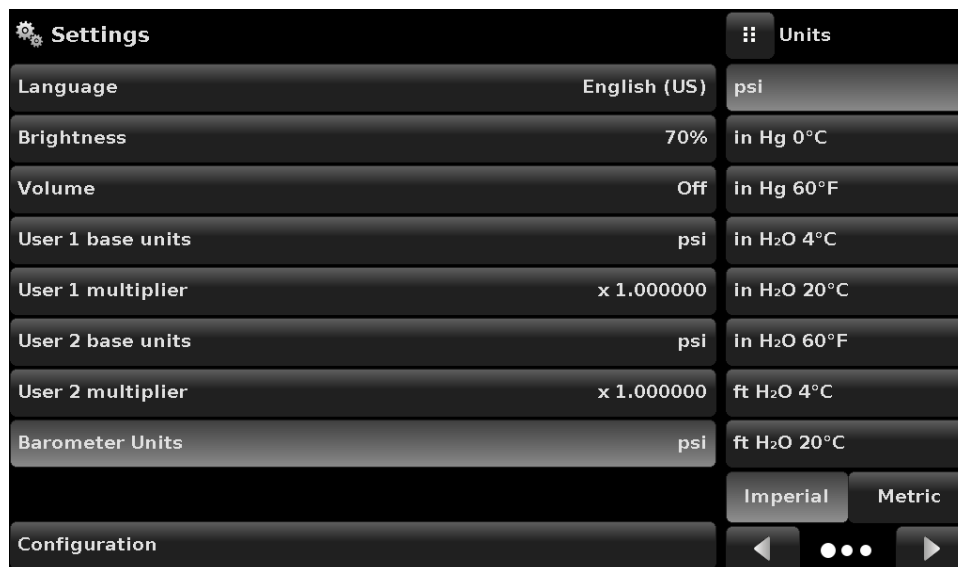 Settings
Language English (US)
Brightness 70%
Volume Off
User 1 base units psi
User 1 multiplier x 1.000000
User 2 base units psi
User 2 multiplier x 1.000000
Barometer Units psi
Configuration
Units
psi
in Hg 0°C
in Hg 60°F
in H₂O 4°C
in H₂O 20°C
in H₂O 60°F
ft H₂O 4°C
ft H₂O 20°C
Imperial Metric